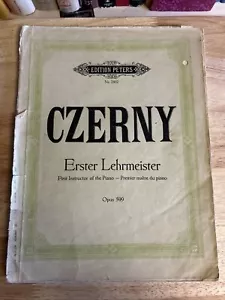 EDITION PETERS
CZERNY
Erster Lehrmeister
First Instructor of the Piano — Premier maître du piano
Opus 599